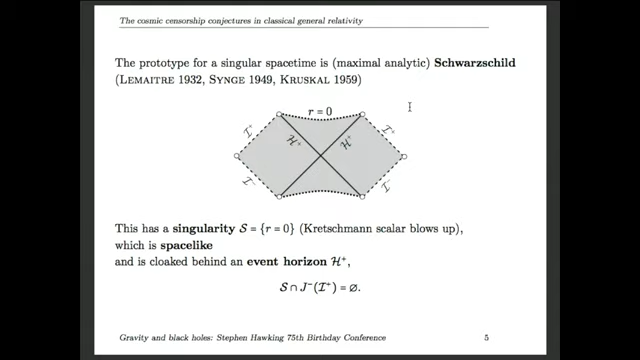 The cosmic censorship conjectures in classical general relativity
The prototype for a singular spacetime is (maximal analytic) Schwarzschild
(LEMAITRE 1932, SYNGE 1949, KRUSKAL 1959)
r = 0
I⁺
H⁺
H⁺
I⁺
I⁻
I⁻
This has a singularity S = {r = 0} (Kretschmann scalar blows up),
which is spacelike
and is cloaked behind an event horizon H⁺,
S ∩ J⁻(I⁺) = ∅.
Gravity and black holes: Stephen Hawking 75th Birthday Conference 5